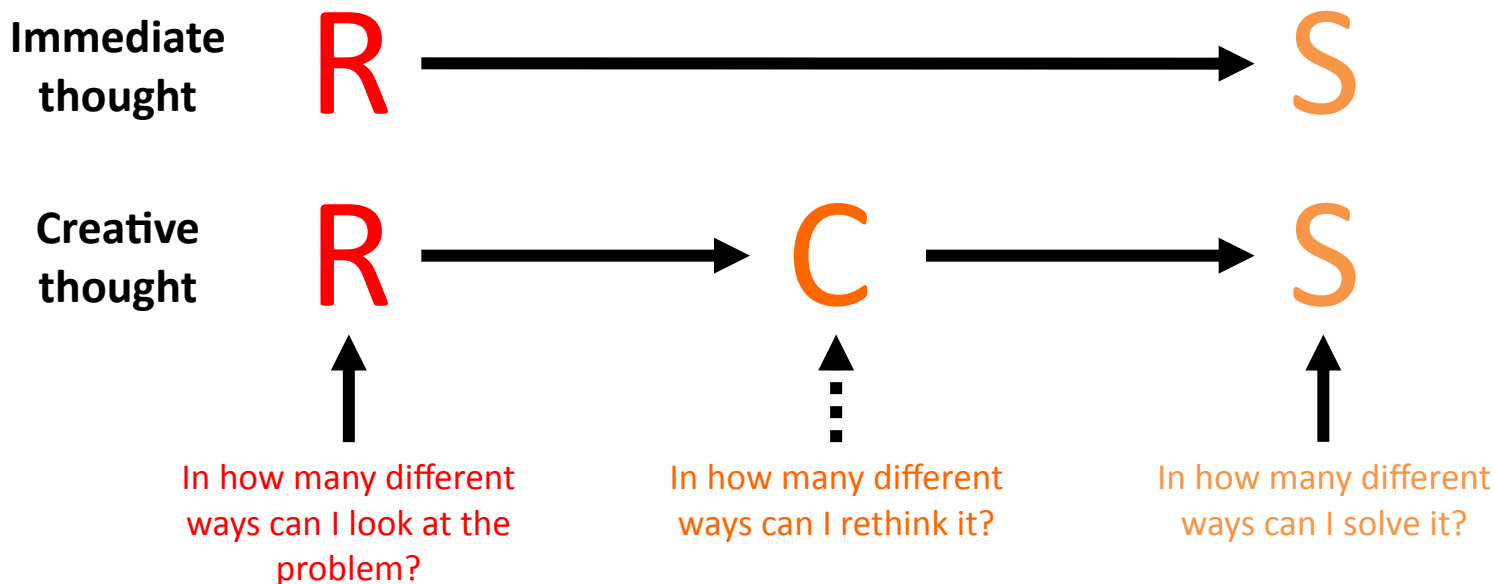 Immediate
thought
R
S
Creative
thought
R
C
S
In how many different
ways can I look at the
problem?
In how many different
ways can I rethink it?
In how many different
ways can I solve it?